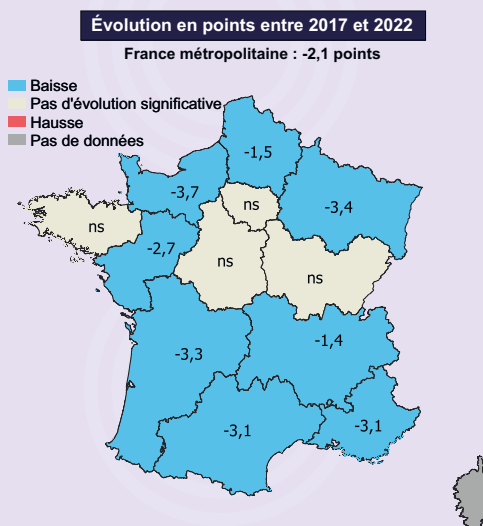 Évolution en points entre 2017 et 2022
France métropolitaine : -2,1 points
Baisse
Pas d'évolution significative
Hausse
Pas de données
-1,5
-3,7
ns
-3,4
ns
-2,7
ns
ns
-3,3
-1,4
-3,1
-3,1